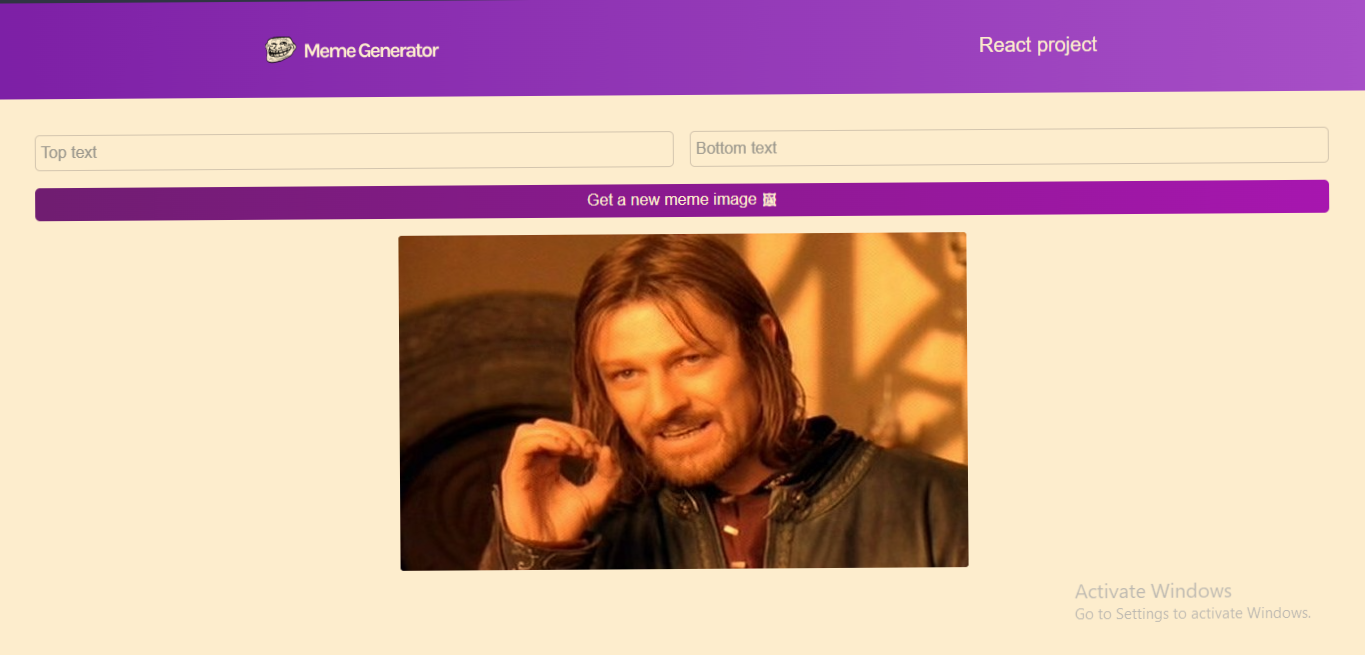 Meme Generator
React project
Top text
Bottom text
Get a new meme image 🖼
Activate Windows
Go to Settings to activate Windows.